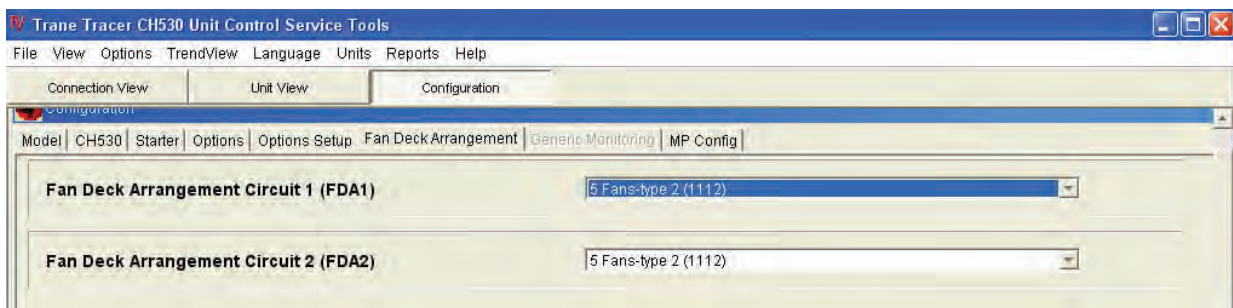 Trane Tracer CH530 Unit Control Service Tools
File View Options TrendView Language Units Reports Help
Connection View Unit View Configuration
Configuration
Model CH530 Starter Options Options Setup Fan Deck Arrangement Generic Monitoring MP Config
Fan Deck Arrangement Circuit 1 (FDA1) 5 Fans-type 2 (1112)
Fan Deck Arrangement Circuit 2 (FDA2) 5 Fans-type 2 (1112)